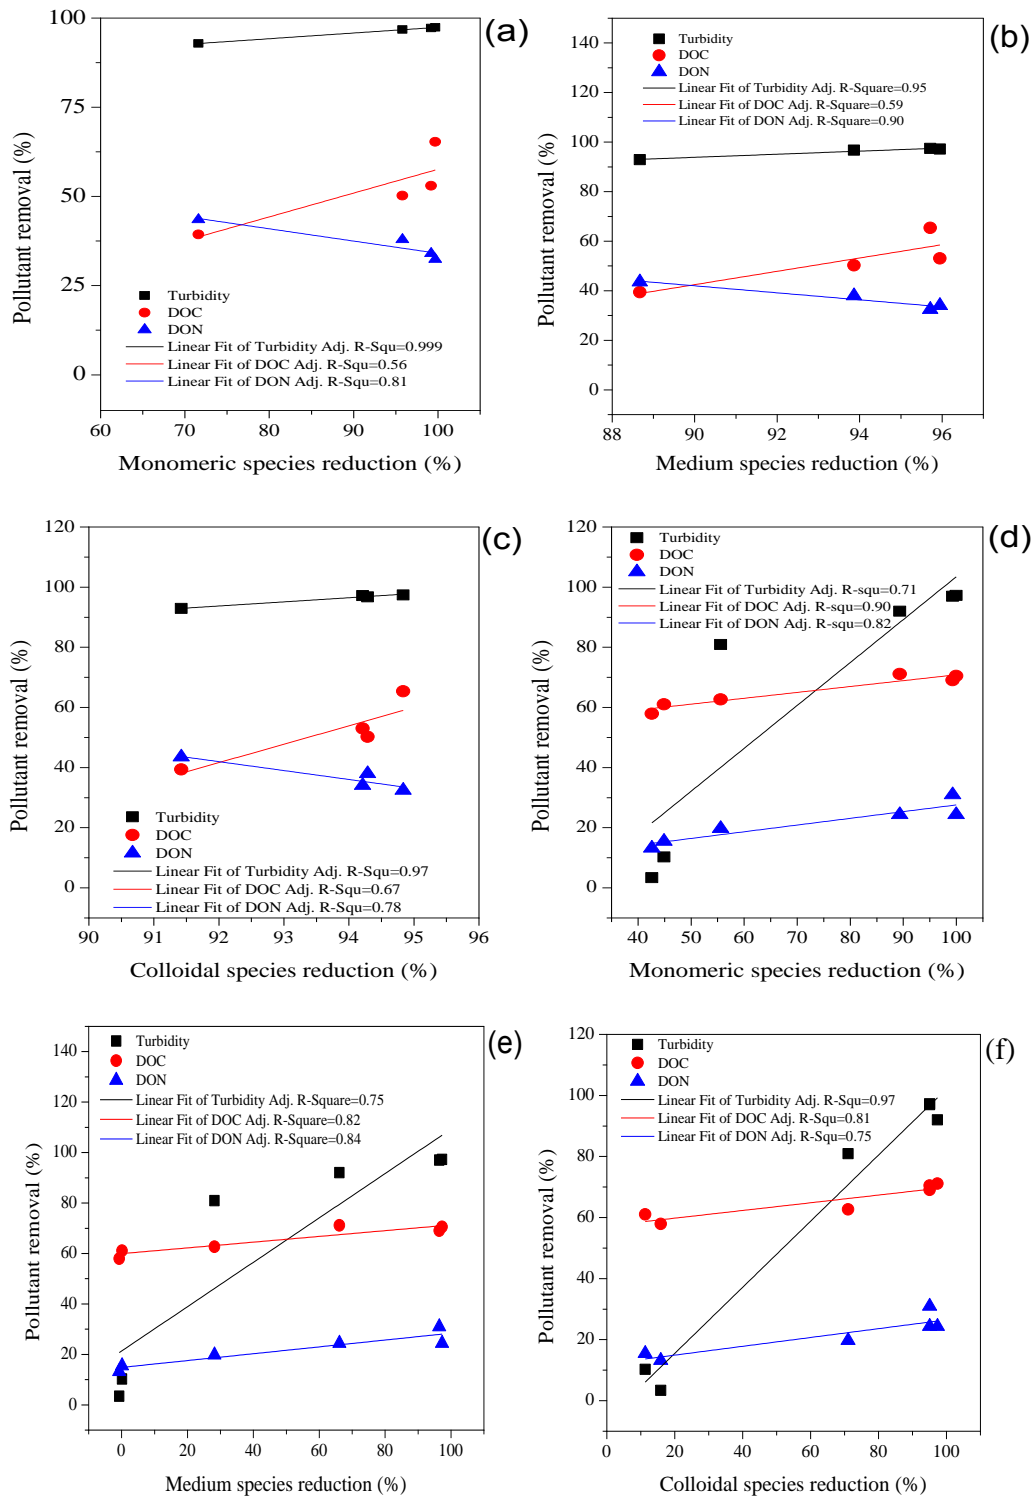 (a)
100
75
50
25
0
Pollutant removal (%)
Turbidity
DOC
DON
Linear Fit of Turbidity Adj. R-Squ=0.999
Linear Fit of DOC Adj. R-Squ=0.56
Linear Fit of DON Adj. R-Squ=0.81
60 70 80 90 100
Monomeric species reduction (%)
(b)
140
120
100
80
60
40
20
0
Pollutant removal (%)
Turbidity
DOC
DON
Linear Fit of Turbidity Adj. R-Square=0.95
Linear Fit of DOC Adj. R-Square=0.59
Linear Fit of DON Adj. R-Square=0.90
88 90 92 94 96
Medium species reduction (%)
(c)
120
100
80
60
40
20
0
Pollutant removal (%)
Turbidity
DOC
DON
Linear Fit of Turbidity Adj. R-Squ=0.97
Linear Fit of DOC Adj. R-Squ=0.67
Linear Fit of DON Adj. R-Squ=0.78
90 91 92 93 94 95 96
Colloidal species reduction (%)
(d)
120
100
80
60
40
20
0
Pollutant removal (%)
Turbidity
DOC
DON
Linear Fit of Turbidity Adj. R-squ=0.71
Linear Fit of DOC Adj. R-squ=0.90
Linear Fit of DON Adj. R-squ=0.82
40 50 60 70 80 90 100
Monomeric species reduction (%)
(e)
140
120
100
80
60
40
20
0
Pollutant removal (%)
Turbidity
DOC
DON
Linear Fit of Turbidity Adj. R-Square=0.75
Linear Fit of DOC Adj. R-Square=0.82
Linear Fit of DON Adj. R-Square=0.84
0 20 40 60 80 100
Medium species reduction (%)
(f)
120
100
80
60
40
20
0
Pollutant removal (%)
Turbidity
DOC
DON
Linear Fit of Turbidity Adj. R-Squ=0.97
Linear Fit of DOC Adj. R-Squ=0.81
Linear Fit of DON Adj. R-Squ=0.75
0 20 40 60 80 100
Colloidal species reduction (%)